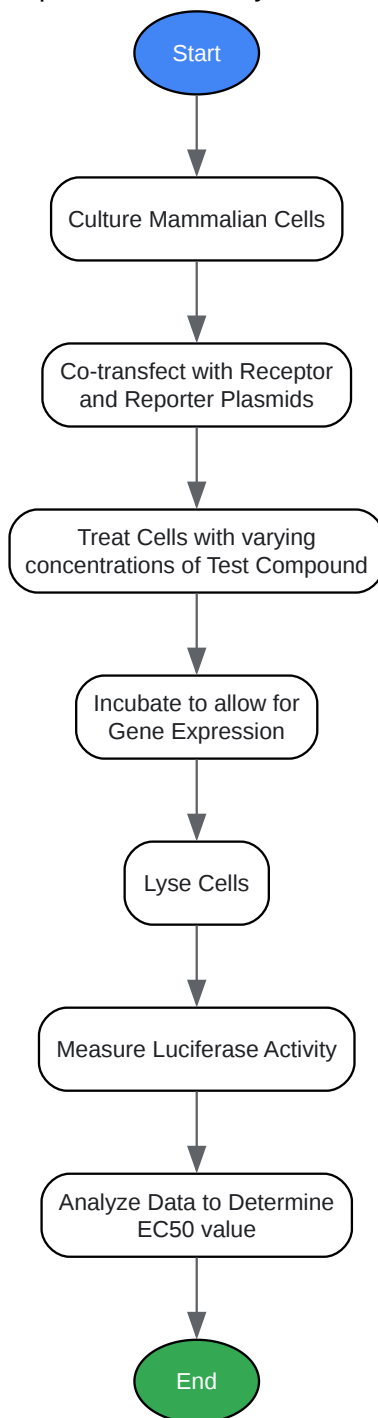 Start
Culture Mammalian Cells
Co-transfect with Receptor
and Reporter Plasmids
Treat Cells with varying
concentrations of Test Compound
Incubate to allow for
Gene Expression
Lyse Cells
Measure Luciferase Activity
Analyze Data to Determine
EC50 value
End